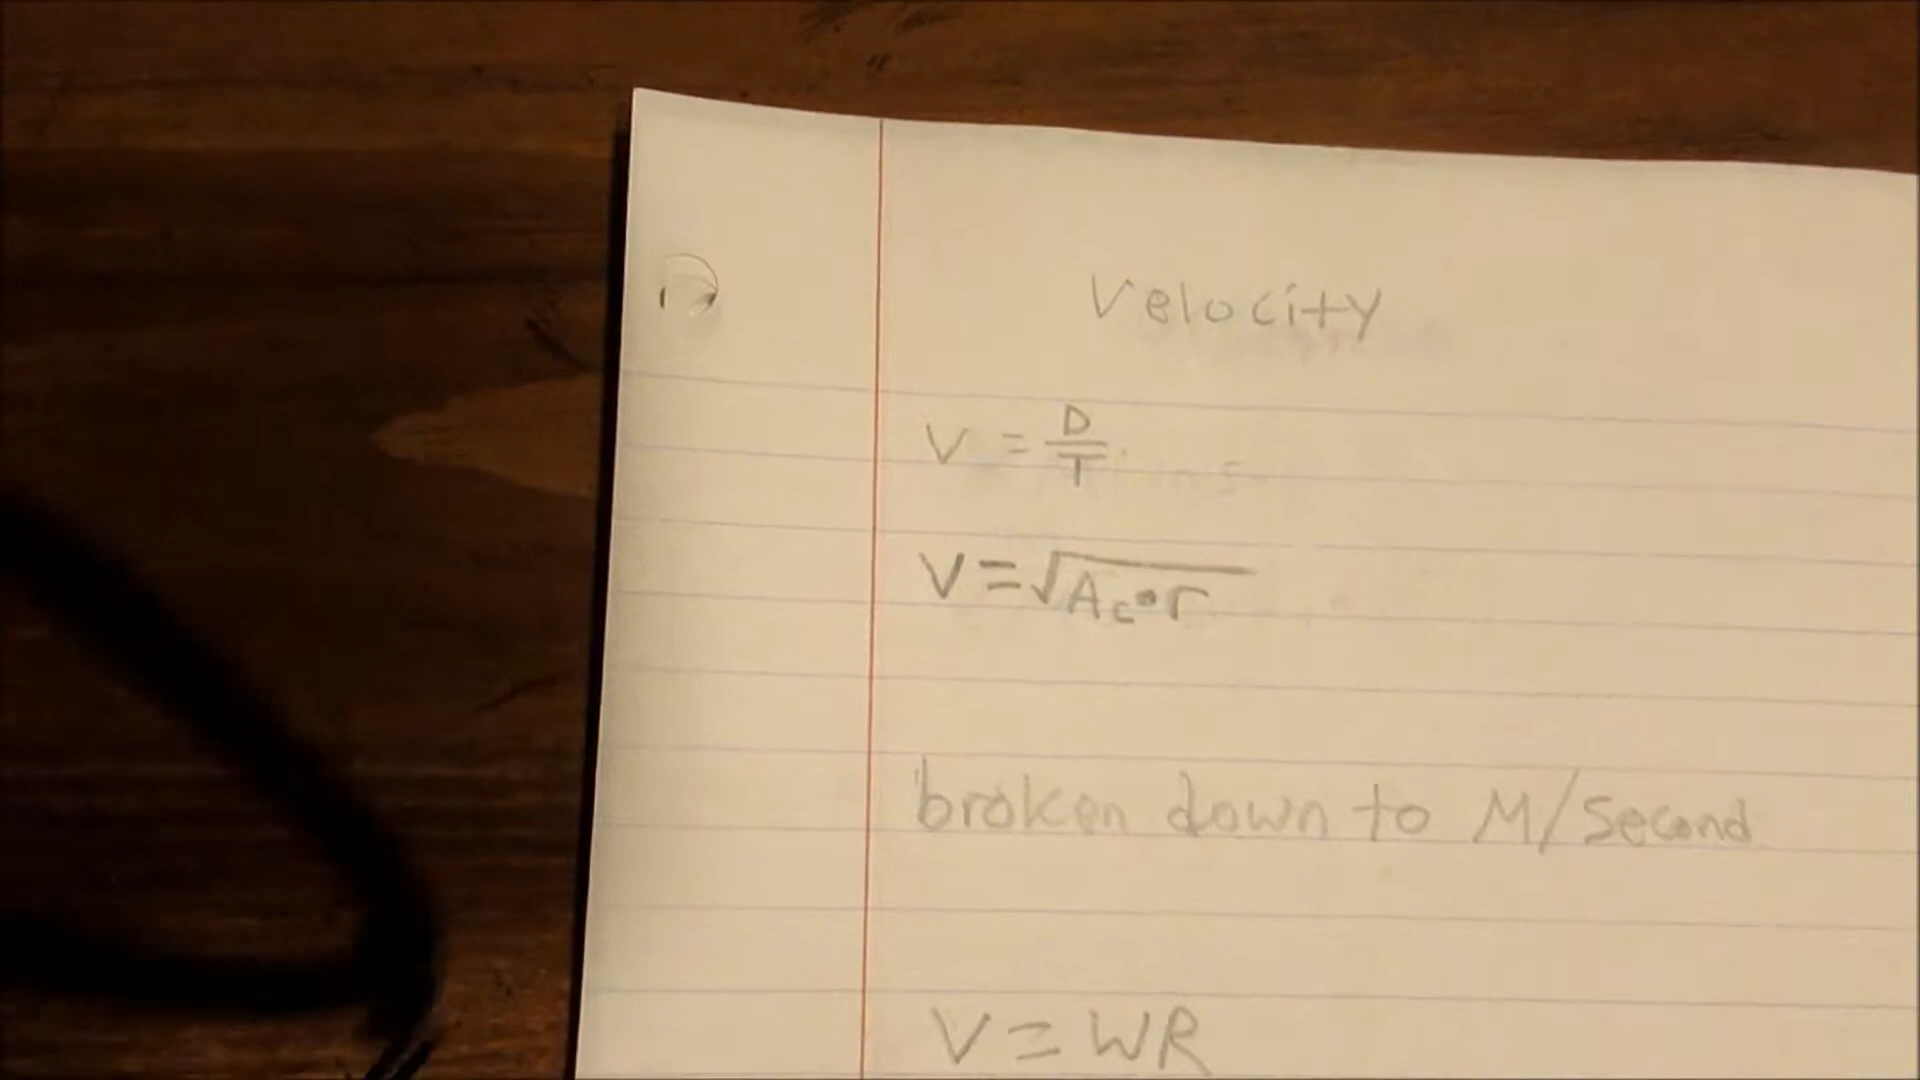 Velocity
V = D/T
V=√Ac•r
broken down to M/Second
V=WR